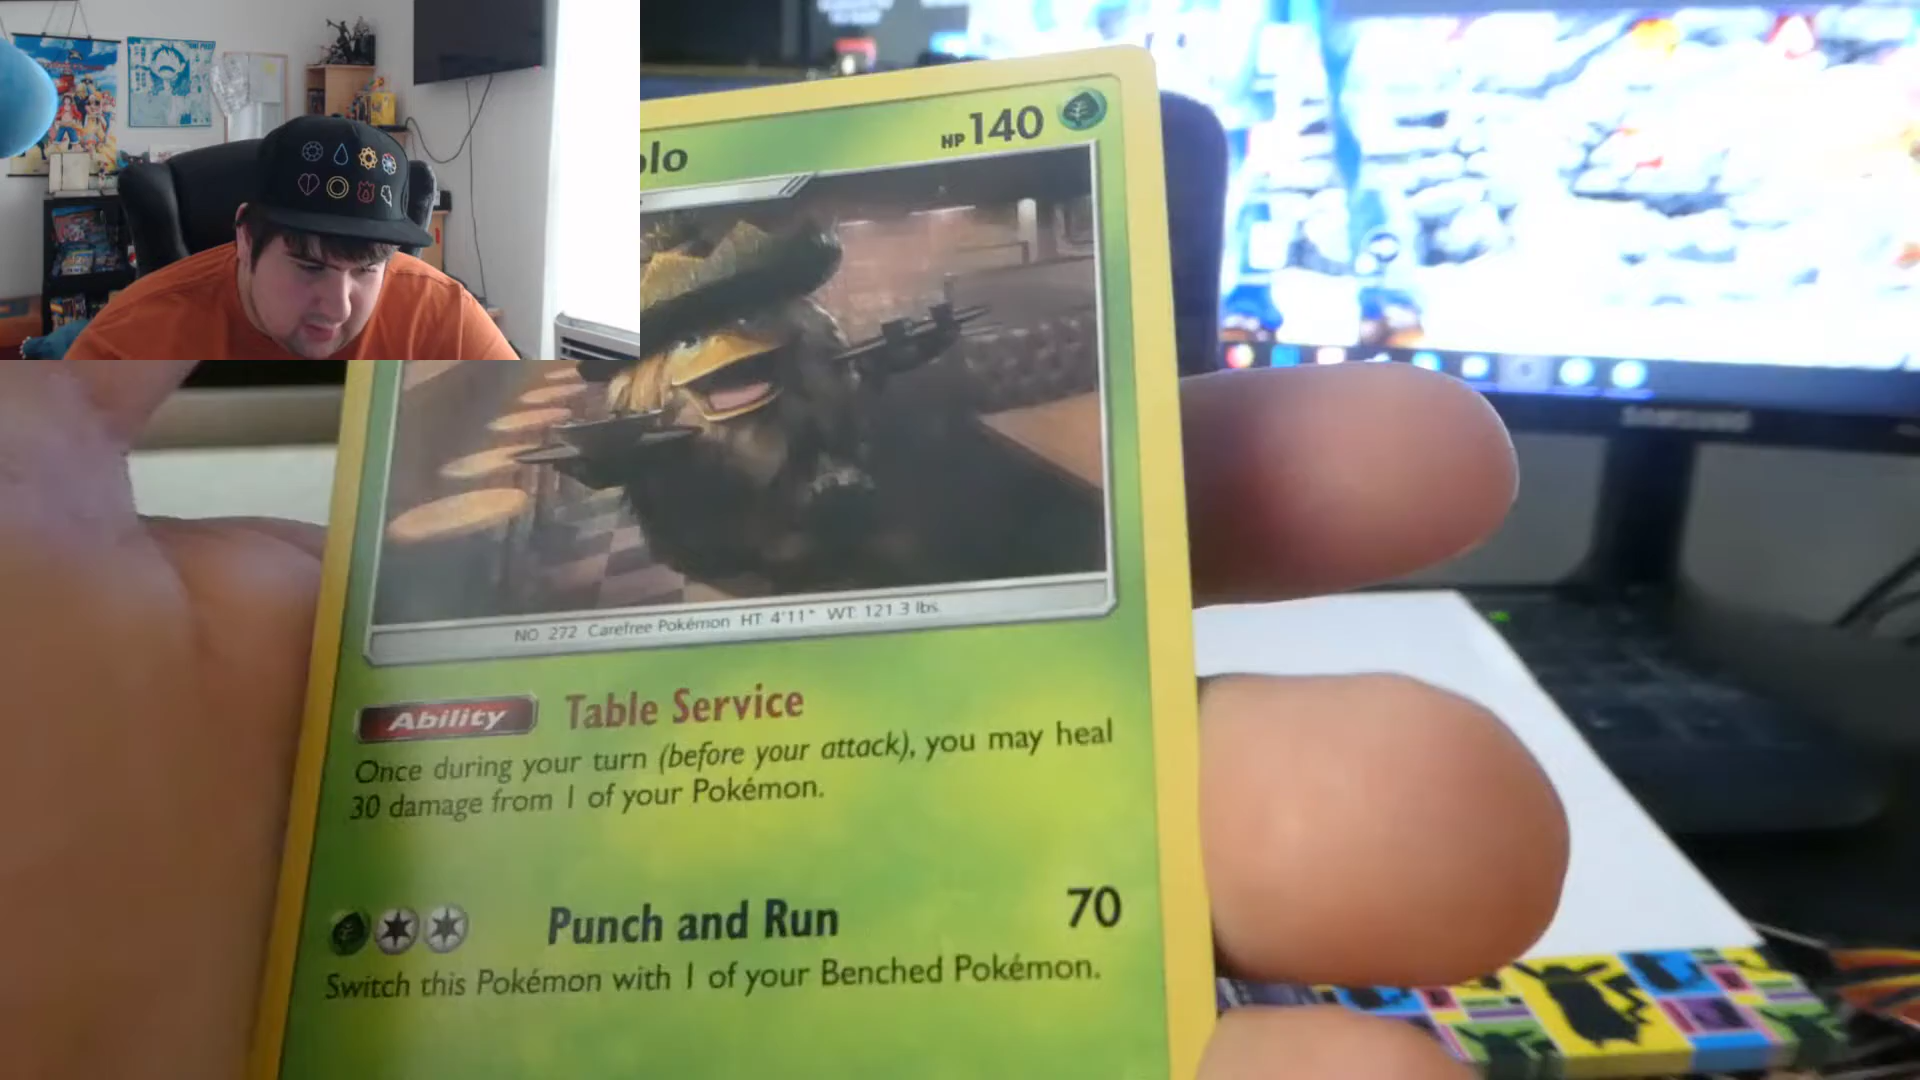 olo
HP 140
NO. 272 Carefree Pokémon HT: 4'11" WT: 121.3 lbs.
Ability Table Service
Once during your turn (before your attack), you may heal
30 damage from 1 of your Pokémon.
Punch and Run 70
Switch this Pokémon with 1 of your Benched Pokémon.
SAMSUNG